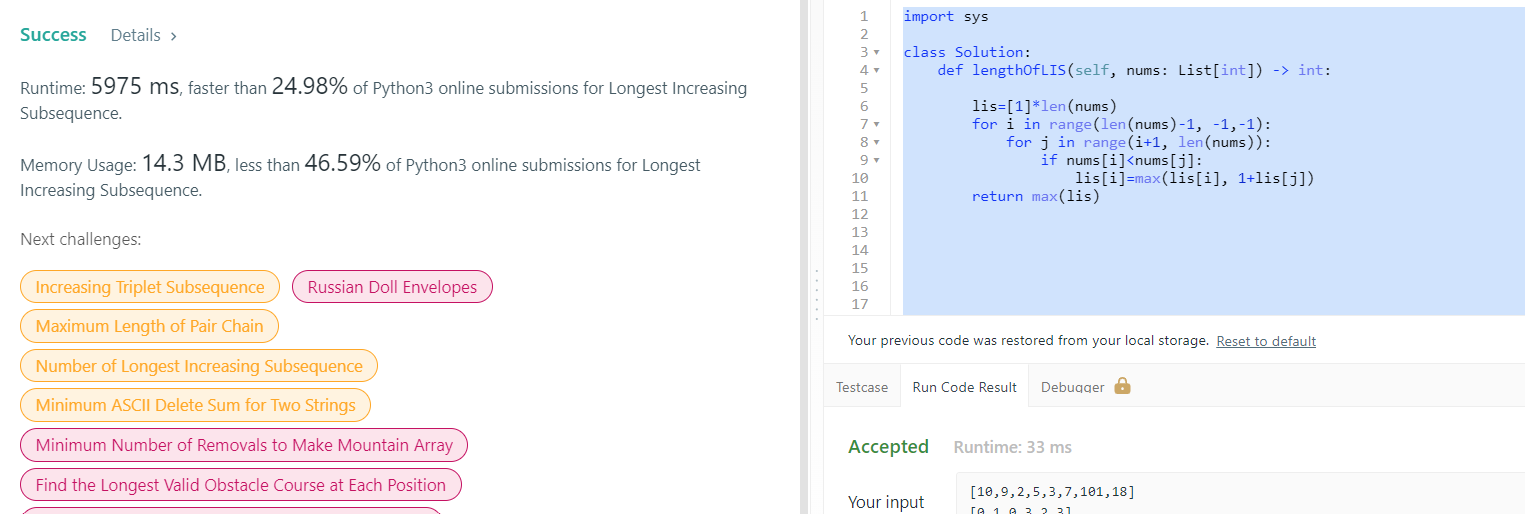 Success Details >
Runtime: 5975 ms, faster than 24.98% of Python3 online submissions for Longest Increasing
Subsequence.
Memory Usage: 14.3 MB, less than 46.59% of Python3 online submissions for Longest
Increasing Subsequence.
Next challenges:
Increasing Triplet Subsequence Russian Doll Envelopes
Maximum Length of Pair Chain
Number of Longest Increasing Subsequence
Minimum ASCII Delete Sum for Two Strings
Minimum Number of Removals to Make Mountain Array
Find the Longest Valid Obstacle Course at Each Position
1 import sys
2
3 class Solution:
4 def lengthOfLIS(self, nums: List[int]) -> int:
5
6 lis=[1]*len(nums)
7 for i in range(len(nums)-1, -1,-1):
8 for j in range(i+1, len(nums)):
9 if nums[i]<nums[j]:
10 lis[i]=max(lis[i], 1+lis[j])
11 return max(lis)
12
13
14
15
16
17
Your previous code was restored from your local storage. Reset to default
Testcase Run Code Result Debugger
Accepted Runtime: 33 ms
Your input [10,9,2,5,3,7,101,18]
[0,1,0,3,2,3]